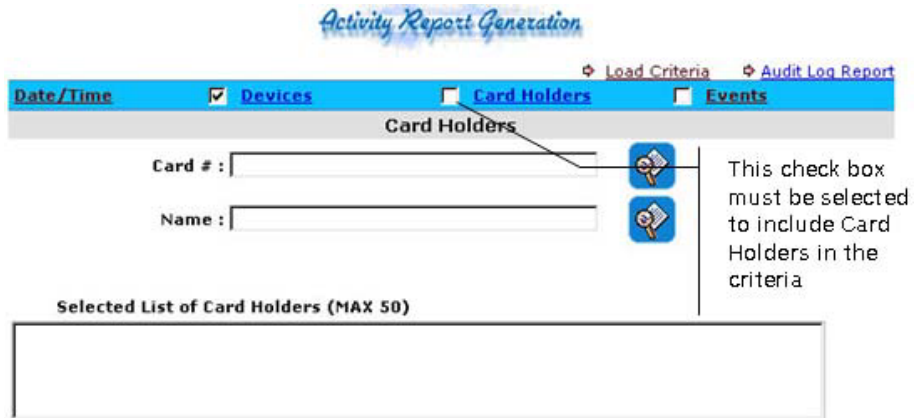 Activity Report Generation
Load Criteria Audit Log Report
Date/Time Devices Card Holders Events
Card Holders
Card # :
Name :
This check box
must be selected
to include Card
Holders in the
criteria
Selected List of Card Holders (MAX 50)